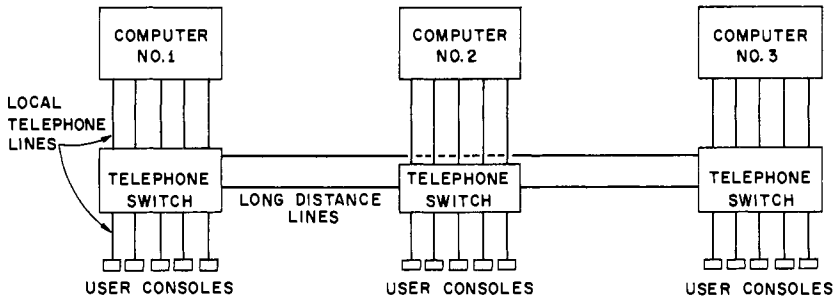 COMPUTER
NO.1
COMPUTER
NO.2
COMPUTER
NO.3
LOCAL
TELEPHONE
LINES
TELEPHONE
SWITCH
LONG DISTANCE
LINES
TELEPHONE
SWITCH
TELEPHONE
SWITCH
USER CONSOLES
USER CONSOLES
USER CONSOLES